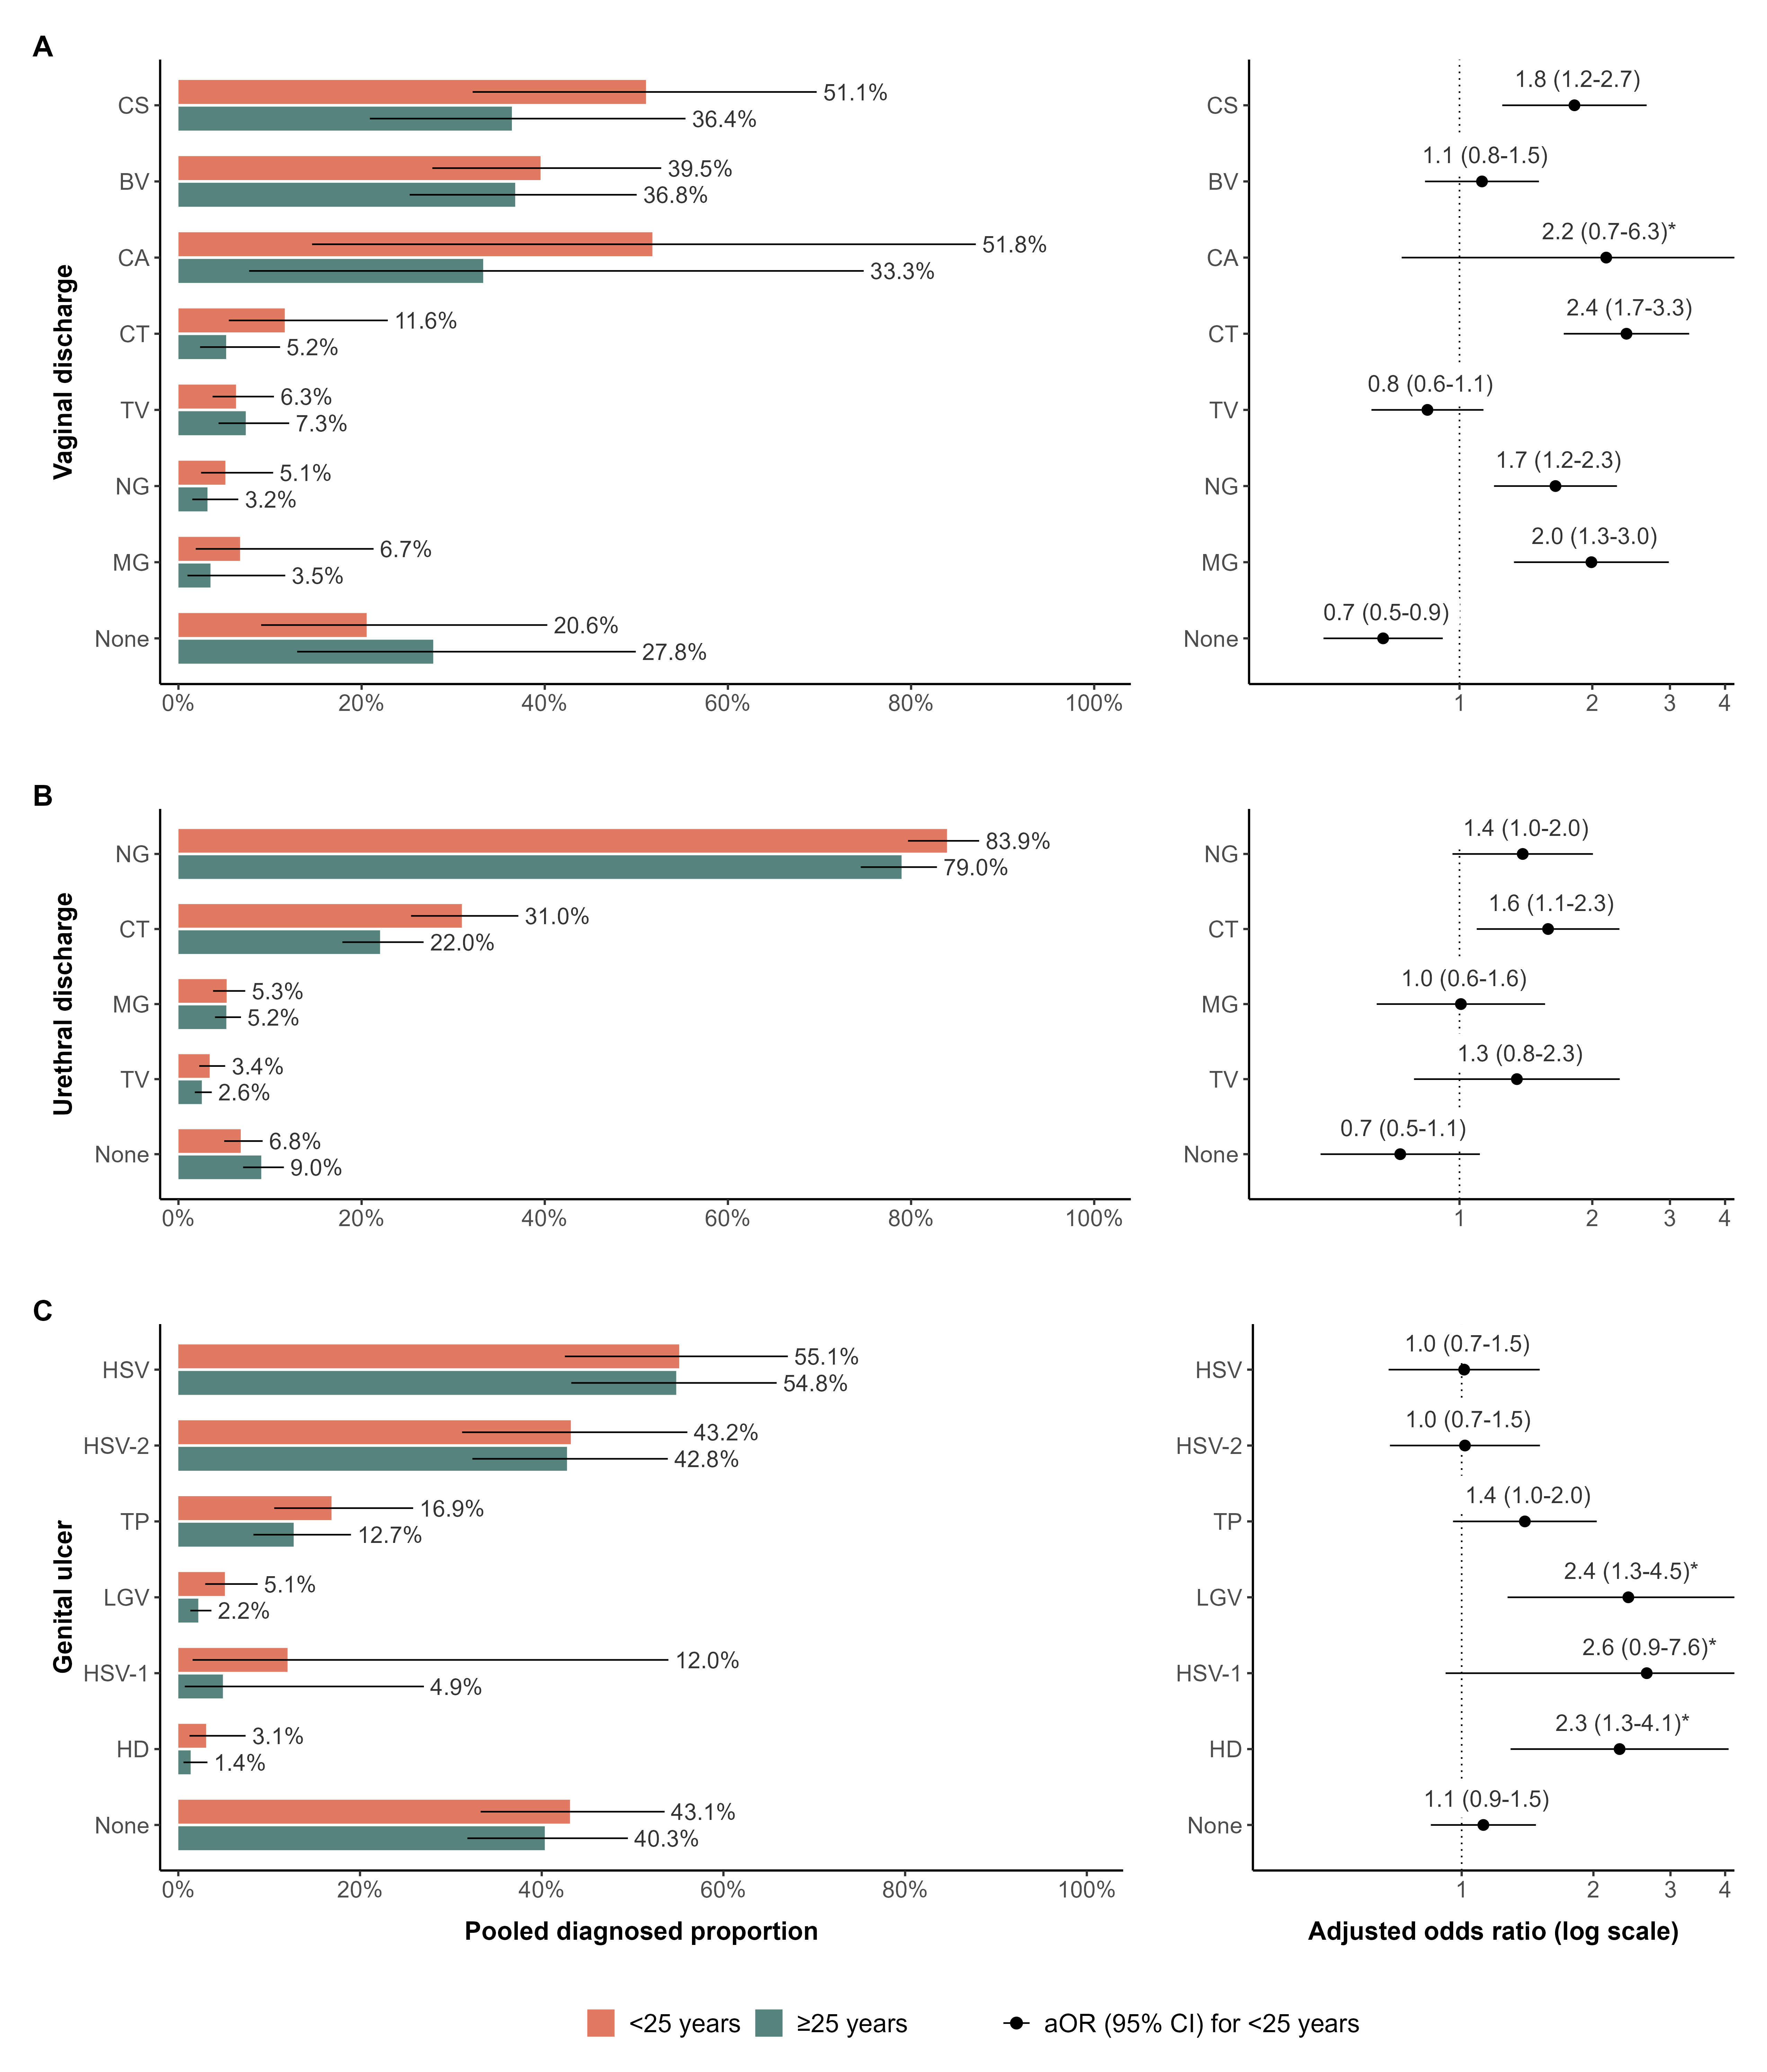 A
Vaginal discharge
CS
51.1%
36.4%
BV
39.5%
36.8%
CA
51.8%
33.3%
CT
11.6%
5.2%
TV
6.3%
7.3%
NG
5.1%
3.2%
MG
6.7%
3.5%
None
20.6%
27.8%
0% 20% 40% 60% 80% 100%
CS
1.8 (1.2-2.7)
BV
1.1 (0.8-1.5)
CA
2.2 (0.7-6.3)*
CT
2.4 (1.7-3.3)
TV
0.8 (0.6-1.1)
NG
1.7 (1.2-2.3)
MG
2.0 (1.3-3.0)
None
0.7 (0.5-0.9)
1 2 3 4
B
Urethral discharge
NG
83.9%
79.0%
CT
31.0%
22.0%
MG
5.3%
5.2%
TV
3.4%
2.6%
None
6.8%
9.0%
0% 20% 40% 60% 80% 100%
NG
1.4 (1.0-2.0)
CT
1.6 (1.1-2.3)
MG
1.0 (0.6-1.6)
TV
1.3 (0.8-2.3)
None
0.7 (0.5-1.1)
1 2 3 4
C
Genital ulcer
HSV
55.1%
54.8%
HSV-2
43.2%
42.8%
TP
16.9%
12.7%
LGV
5.1%
2.2%
HSV-1
12.0%
4.9%
HD
3.1%
1.4%
None
43.1%
40.3%
0% 20% 40% 60% 80% 100%
Pooled diagnosed proportion
HSV
1.0 (0.7-1.5)
HSV-2
1.0 (0.7-1.5)
TP
1.4 (1.0-2.0)
LGV
2.4 (1.3-4.5)*
HSV-1
2.6 (0.9-7.6)*
HD
2.3 (1.3-4.1)*
None
1.1 (0.9-1.5)
1 2 3 4
Adjusted odds ratio (log scale)
<25 years ≥25 years aOR (95% CI) for <25 years